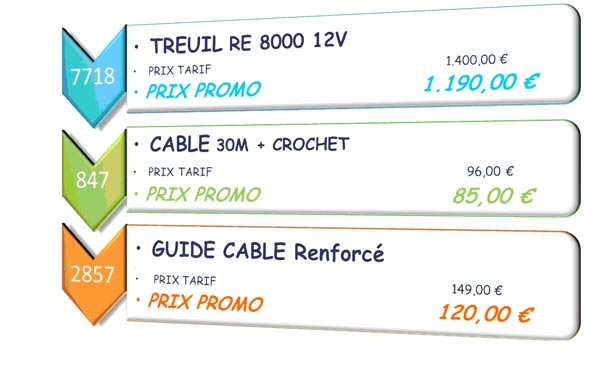 7718
• TREUIL RE 8000 12V
• PRIX TARIF 1.400,00 €
• PRIX PROMO 1.190,00 €
847
• CABLE 30M + CROCHET
• PRIX TARIF 96,00 €
• PRIX PROMO 85,00 €
2857
• GUIDE CABLE Renforcé
• PRIX TARIF 149,00 €
• PRIX PROMO 120,00 €